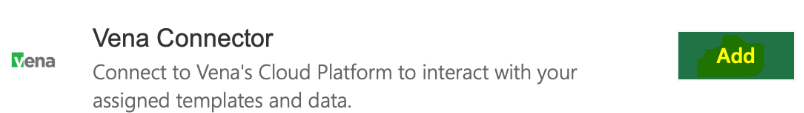 Vena Connector
vena
Connect to Vena's Cloud Platform to interact with your
assigned templates and data.
Add